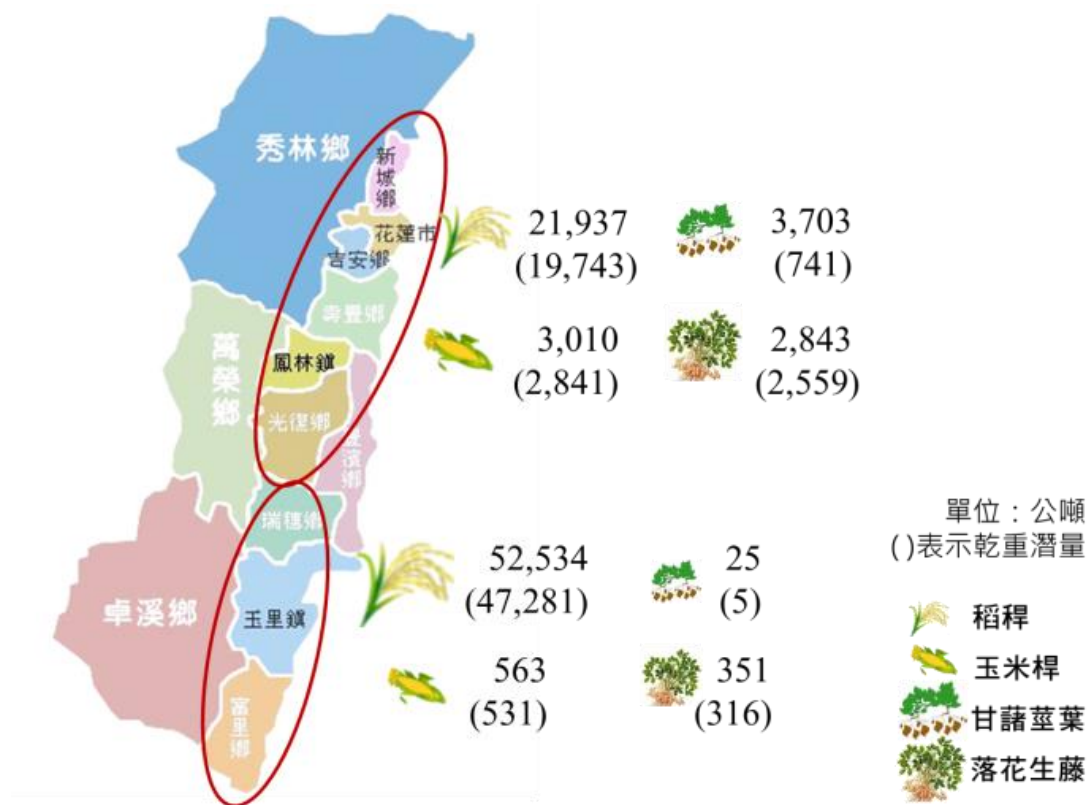 秀林鄉
新城鄉
花蓮市
吉安鄉
壽豐鄉
萬榮鄉
鳳林鎮
光復鄉
豐濱鄉
瑞穗鄉
卓溪鄉
玉里鎮
富里鄉
21,937
(19,743)
3,703
(741)
3,010
(2,841)
2,843
(2,559)
52,534
(47,281)
25
(5)
563
(531)
351
(316)
單位：公噸
( )表示乾重潛量
稻稈
玉米桿
甘藷莖葉
落花生藤